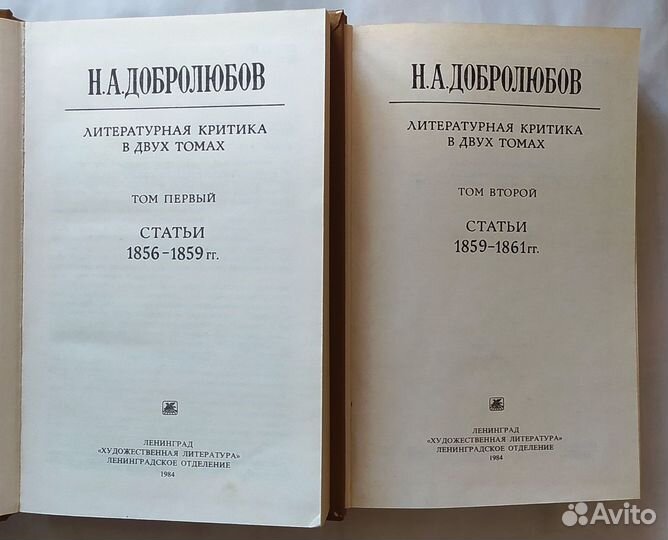 Н.А.ДОБРОЛЮБОВ
ЛИТЕРАТУРНАЯ КРИТИКА
В ДВУХ ТОМАХ
ТОМ ПЕРВЫЙ
СТАТЬИ
1856–1859 гг.
ЛЕНИНГРАД
«ХУДОЖЕСТВЕННАЯ ЛИТЕРАТУРА»
ЛЕНИНГРАДСКОЕ ОТДЕЛЕНИЕ
1984
Н.А.ДОБРОЛЮБОВ
ЛИТЕРАТУРНАЯ КРИТИКА
В ДВУХ ТОМАХ
ТОМ ВТОРОЙ
СТАТЬИ
1859–1861 гг.
ЛЕНИНГРАД
«ХУДОЖЕСТВЕННАЯ ЛИТЕРАТУРА»
ЛЕНИНГРАДСКОЕ ОТДЕЛЕНИЕ
1984
Avito